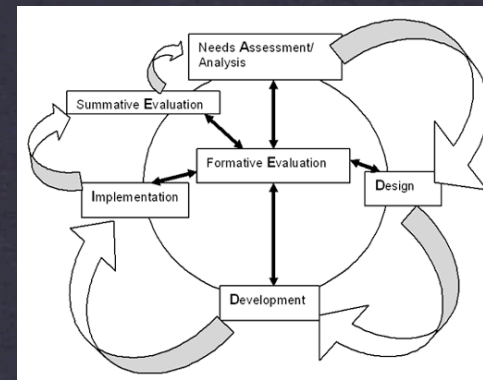 Needs Assessment/
Analysis
Summative Evaluation
Formative Evaluation
Implementation
Design
Development